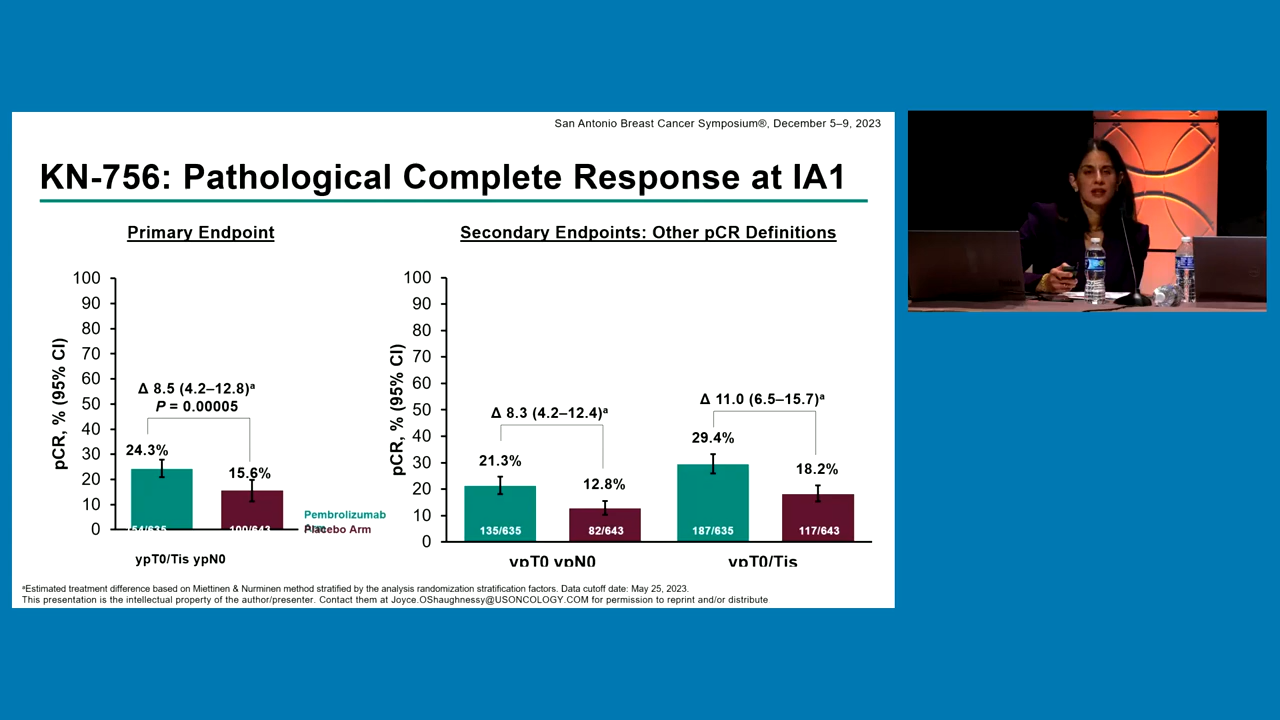 San Antonio Breast Cancer Symposium®, December 5–9, 2023
KN-756: Pathological Complete Response at IA1
Primary Endpoint
pCR, % (95% CI)
100
90
80
70
60
50
40
30
20
10
0
Δ 8.5 (4.2–12.8)ᵃ
P = 0.00005
24.3%
15.6%
54/635
100/643
ypT0/Tis ypN0
Pembrolizumab
Placebo Arm
Secondary Endpoints: Other pCR Definitions
pCR, % (95% CI)
100
90
80
70
60
50
40
30
20
10
0
Δ 8.3 (4.2–12.4)ᵃ
21.3%
12.8%
135/635
82/643
ypT0 ypN0
Δ 11.0 (6.5–15.7)ᵃ
29.4%
18.2%
187/635
117/643
ypT0/Tis
ᵃEstimated treatment difference based on Miettinen & Nurminen method stratified by the analysis randomization stratification factors. Data cutoff date: May 25, 2023.
This presentation is the intellectual property of the author/presenter. Contact them at Joyce.OShaughnessy@USONCOLOGY.COM for permission to reprint and/or distribute